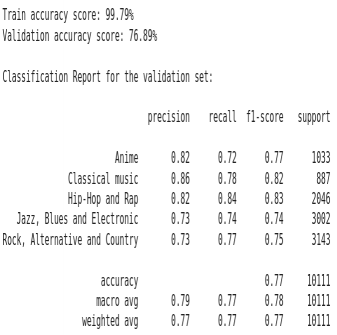 Train accuracy score: 99.79%
Validation accuracy score: 76.89%
Classification Report for the validation set:
precision recall f1-score support
Anime 0.82 0.72 0.77 1033
Classical music 0.86 0.78 0.82 887
Hip-Hop and Rap 0.82 0.84 0.83 2046
Jazz, Blues and Electronic 0.73 0.74 0.74 3002
Rock, Alternative and Country 0.73 0.77 0.75 3143
accuracy 0.77 10111
macro avg 0.79 0.77 0.78 10111
weighted avg 0.77 0.77 0.77 10111